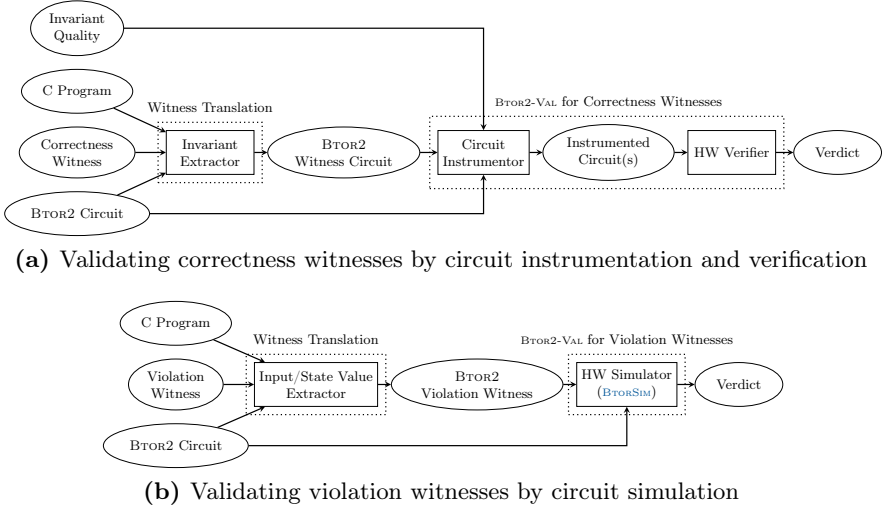 Invariant
Quality
C Program
Witness Translation
BTOR2-VAL for Correctness Witnesses
Correctness
Witness
Invariant
Extractor
BTOR2
Witness Circuit
Circuit
Instrumentor
Instrumented
Circuit(s)
HW Verifier
Verdict
BTOR2 Circuit
(a) Validating correctness witnesses by circuit instrumentation and verification
C Program
Witness Translation
BTOR2-VAL for Violation Witnesses
Violation
Witness
Input/State Value
Extractor
BTOR2
Violation Witness
HW Simulator
(BTORSIM)
Verdict
BTOR2 Circuit
(b) Validating violation witnesses by circuit simulation